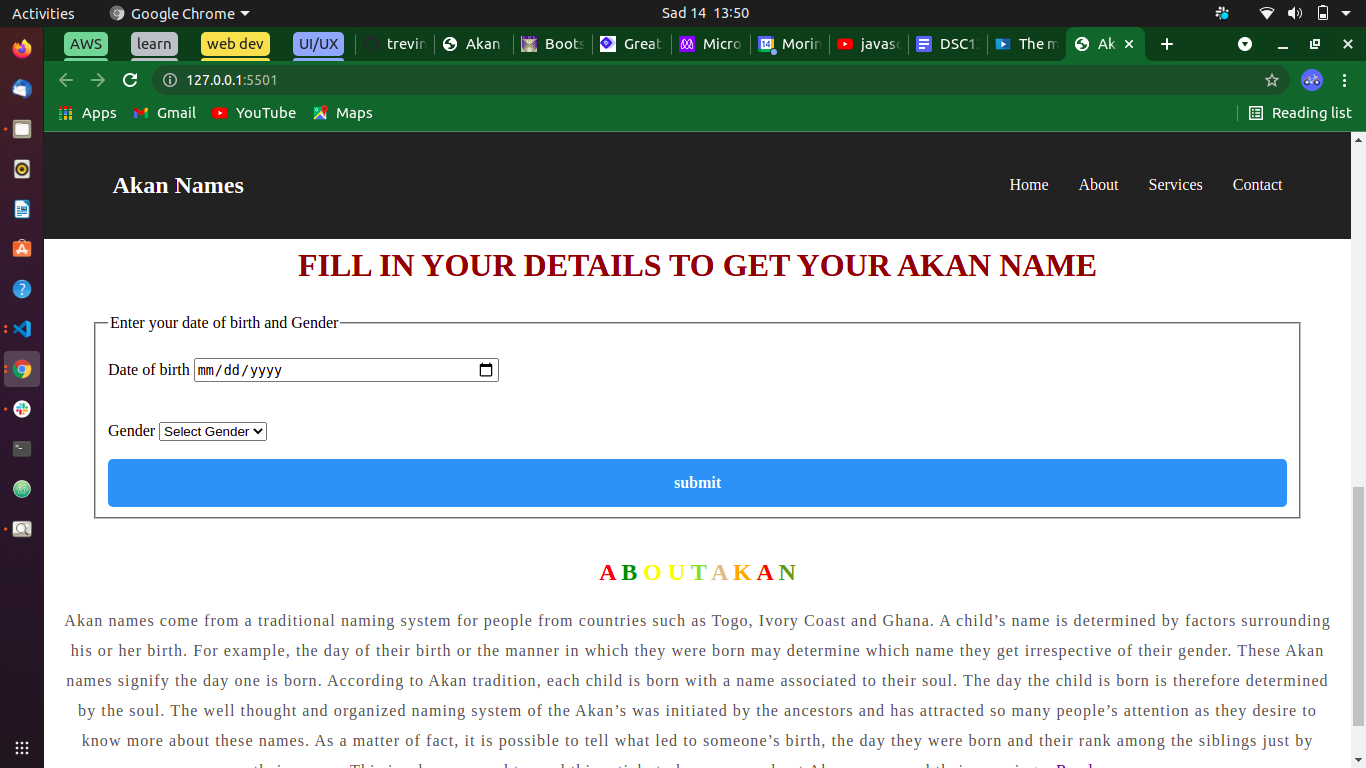 Activities Google Chrome Sad 14 13:50
AWS learn web dev UI/UX trevin Akan Boots Great Micro Morin javasc DSC1 The m Ak
127.0.0.1:5501
Apps Gmail YouTube Maps Reading list
Akan Names Home About Services Contact
FILL IN YOUR DETAILS TO GET YOUR AKAN NAME
Enter your date of birth and Gender
Date of birth mm/dd/yyyy
Gender Select Gender
submit
A B O U T A K A N
Akan names come from a traditional naming system for people from countries such as Togo, Ivory Coast and Ghana. A child’s name is determined by factors surrounding
his or her birth. For example, the day of their birth or the manner in which they were born may determine which name they get irrespective of their gender. These Akan
names signify the day one is born. According to Akan tradition, each child is born with a name associated to their soul. The day the child is born is therefore determined
by the soul. The well thought and organized naming system of the Akan’s was initiated by the ancestors and has attracted so many people’s attention as they desire to
know more about these names. As a matter of fact, it is possible to tell what led to someone’s birth, the day they were born and their rank among the siblings just by